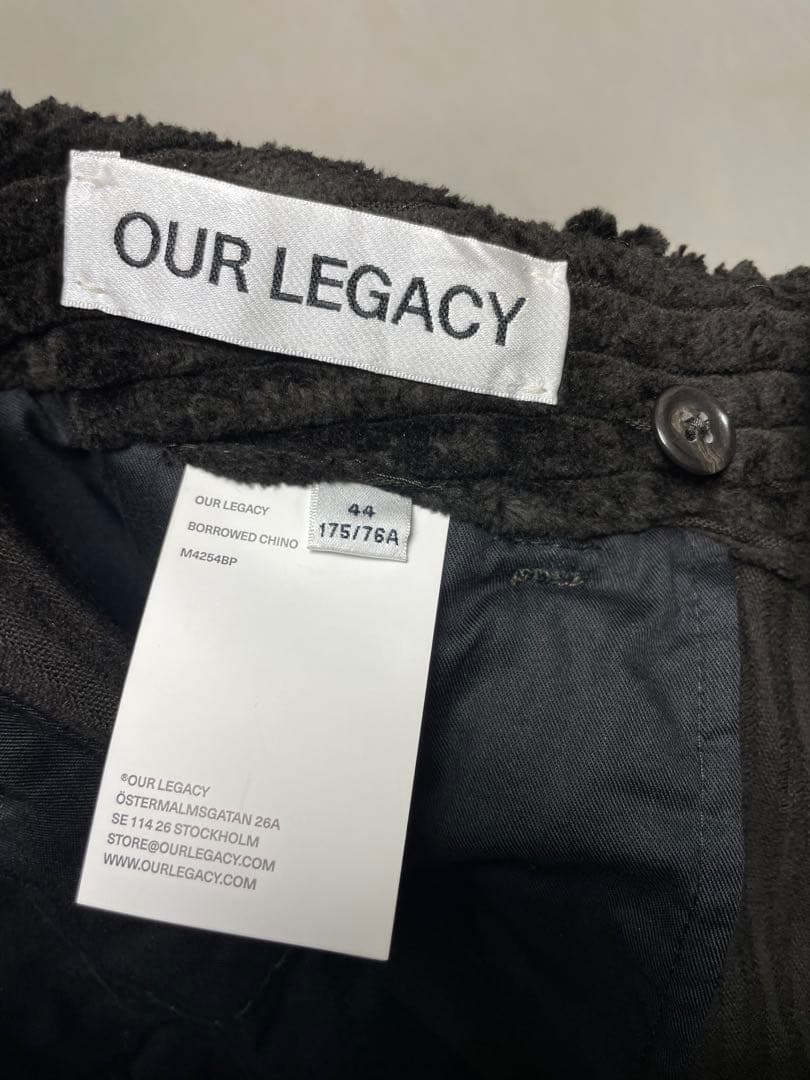 OUR LEGACY
OUR LEGACY
BORROWED CHINO
M4254BP
44
175/76A
®OUR LEGACY
ÖSTERMALMSGATAN 26A
SE 114 26 STOCKHOLM
STORE@OURLEGACY.COM
WWW.OURLEGACY.COM